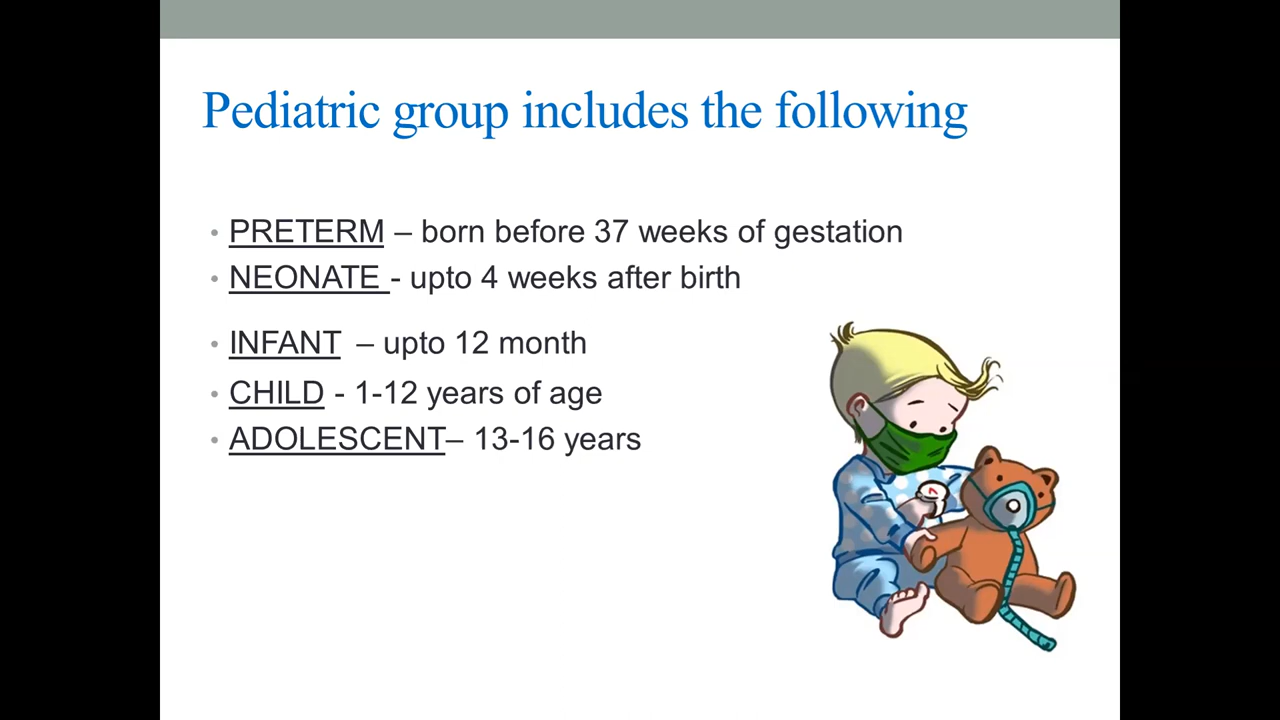 Pediatric group includes the following
• PRETERM – born before 37 weeks of gestation
• NEONATE - upto 4 weeks after birth
• INFANT – upto 12 month
• CHILD - 1-12 years of age
• ADOLESCENT– 13-16 years